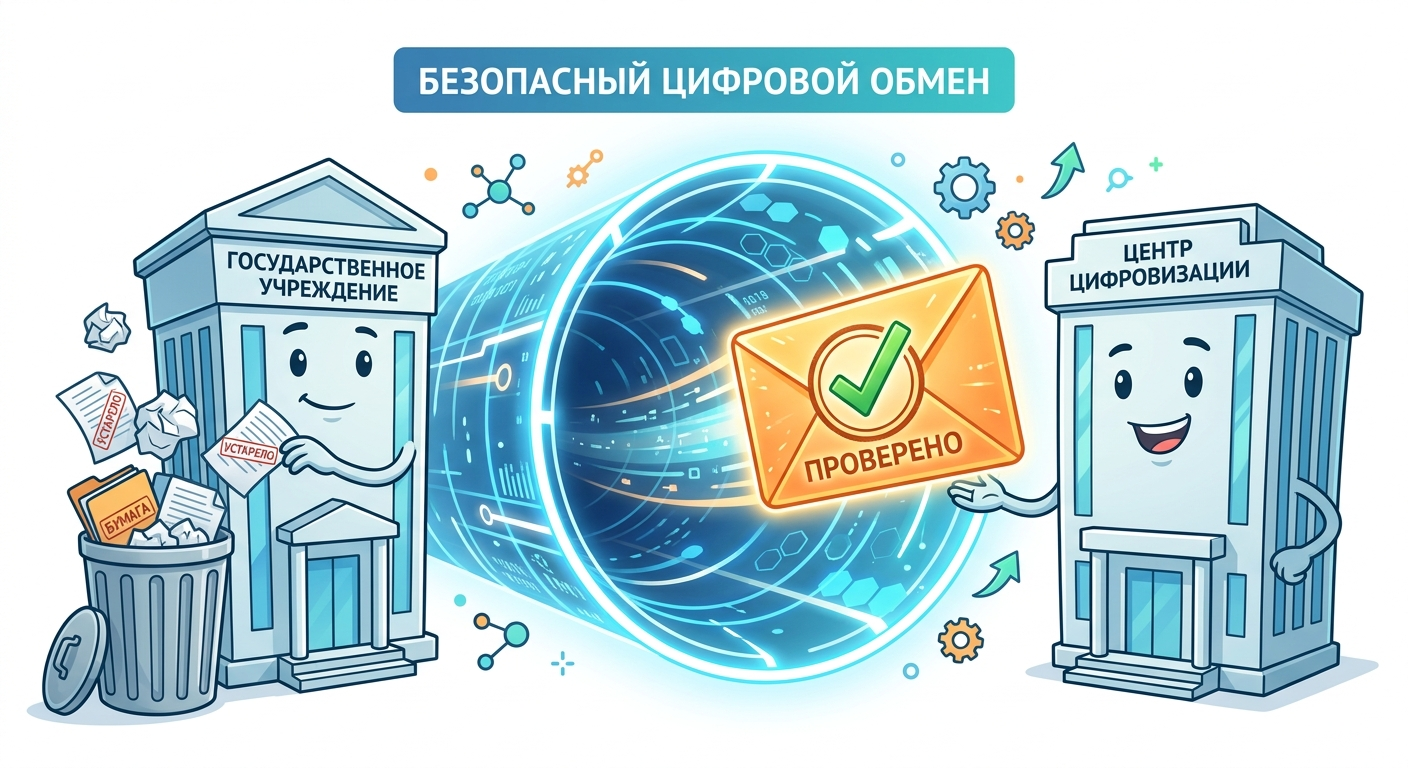 БЕЗОПАСНЫЙ ЦИФРОВОЙ ОБМЕН
ГОСУДАРСТВЕННОЕ
УЧРЕЖДЕНИЕ
ЦЕНТР
ЦИФРОВИЗАЦИИ
УСТАРЕЛО
УСТАРЕЛО
БУМАГА
ПРОВЕРЕНО